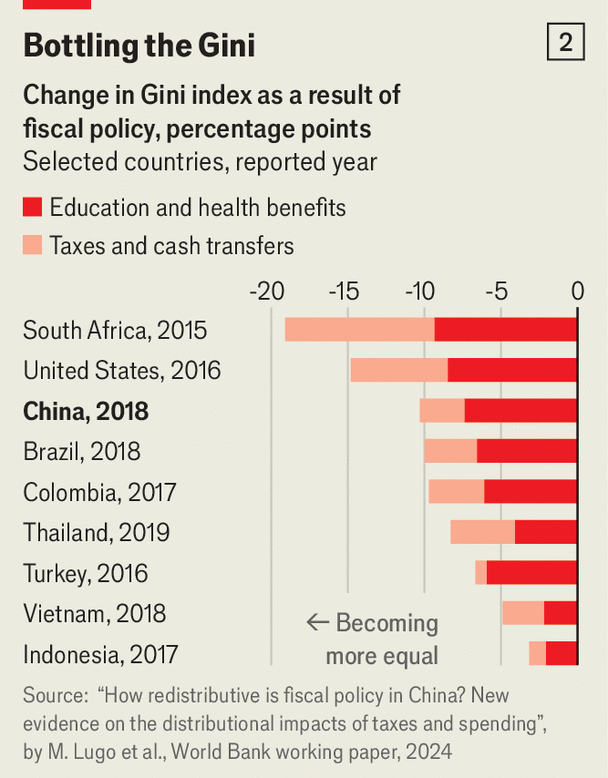 Bottling the Gini
2
Change in Gini index as a result of
fiscal policy, percentage points
Selected countries, reported year
Education and health benefits
Taxes and cash transfers
-20 -15 -10 -5 0
South Africa, 2015
United States, 2016
China, 2018
Brazil, 2018
Colombia, 2017
Thailand, 2019
Turkey, 2016
Vietnam, 2018
Indonesia, 2017
← Becoming
more equal
Source: “How redistributive is fiscal policy in China? New
evidence on the distributional impacts of taxes and spending”,
by M. Lugo et al., World Bank working paper, 2024